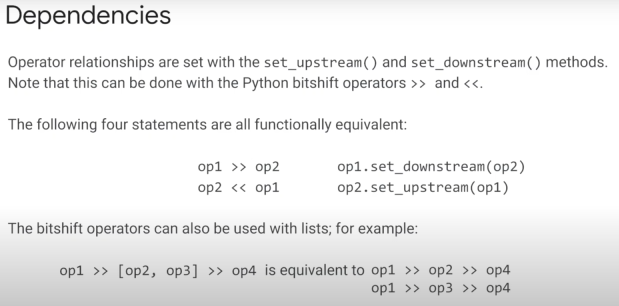 Dependencies
Operator relationships are set with the set_upstream() and set_downstream() methods.
Note that this can be done with the Python bitshift operators >> and <<.
The following four statements are all functionally equivalent:
op1 >> op2 op1.set_downstream(op2)
op2 << op1 op2.set_upstream(op1)
The bitshift operators can also be used with lists; for example:
op1 >> [op2, op3] >> op4 is equivalent to op1 >> op2 >> op4
op1 >> op3 >> op4